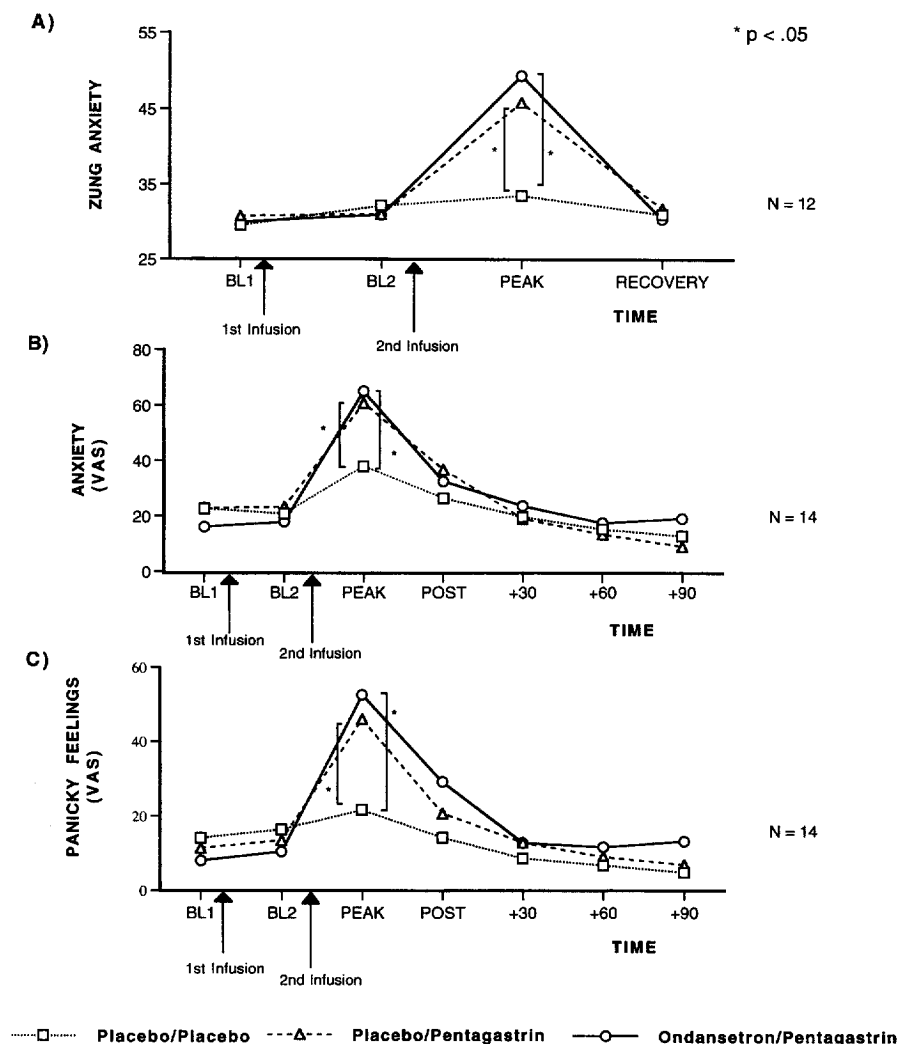 A)
* p < .05
ZUNG ANXIETY
55
45
35
25
*
*
N = 12
BL1
BL2
PEAK
RECOVERY
TIME
1st Infusion
2nd Infusion
B)
ANXIETY
(VAS)
80
60
40
20
0
*
*
N = 14
BL1
BL2
PEAK
POST
+30
+60
+90
TIME
1st Infusion
2nd Infusion
C)
PANICKY FEELINGS
(VAS)
60
40
20
0
*
*
N = 14
BL1
BL2
PEAK
POST
+30
+60
+90
TIME
1st Infusion
2nd Infusion
Placebo/Placebo
Placebo/Pentagastrin
Ondansetron/Pentagastrin